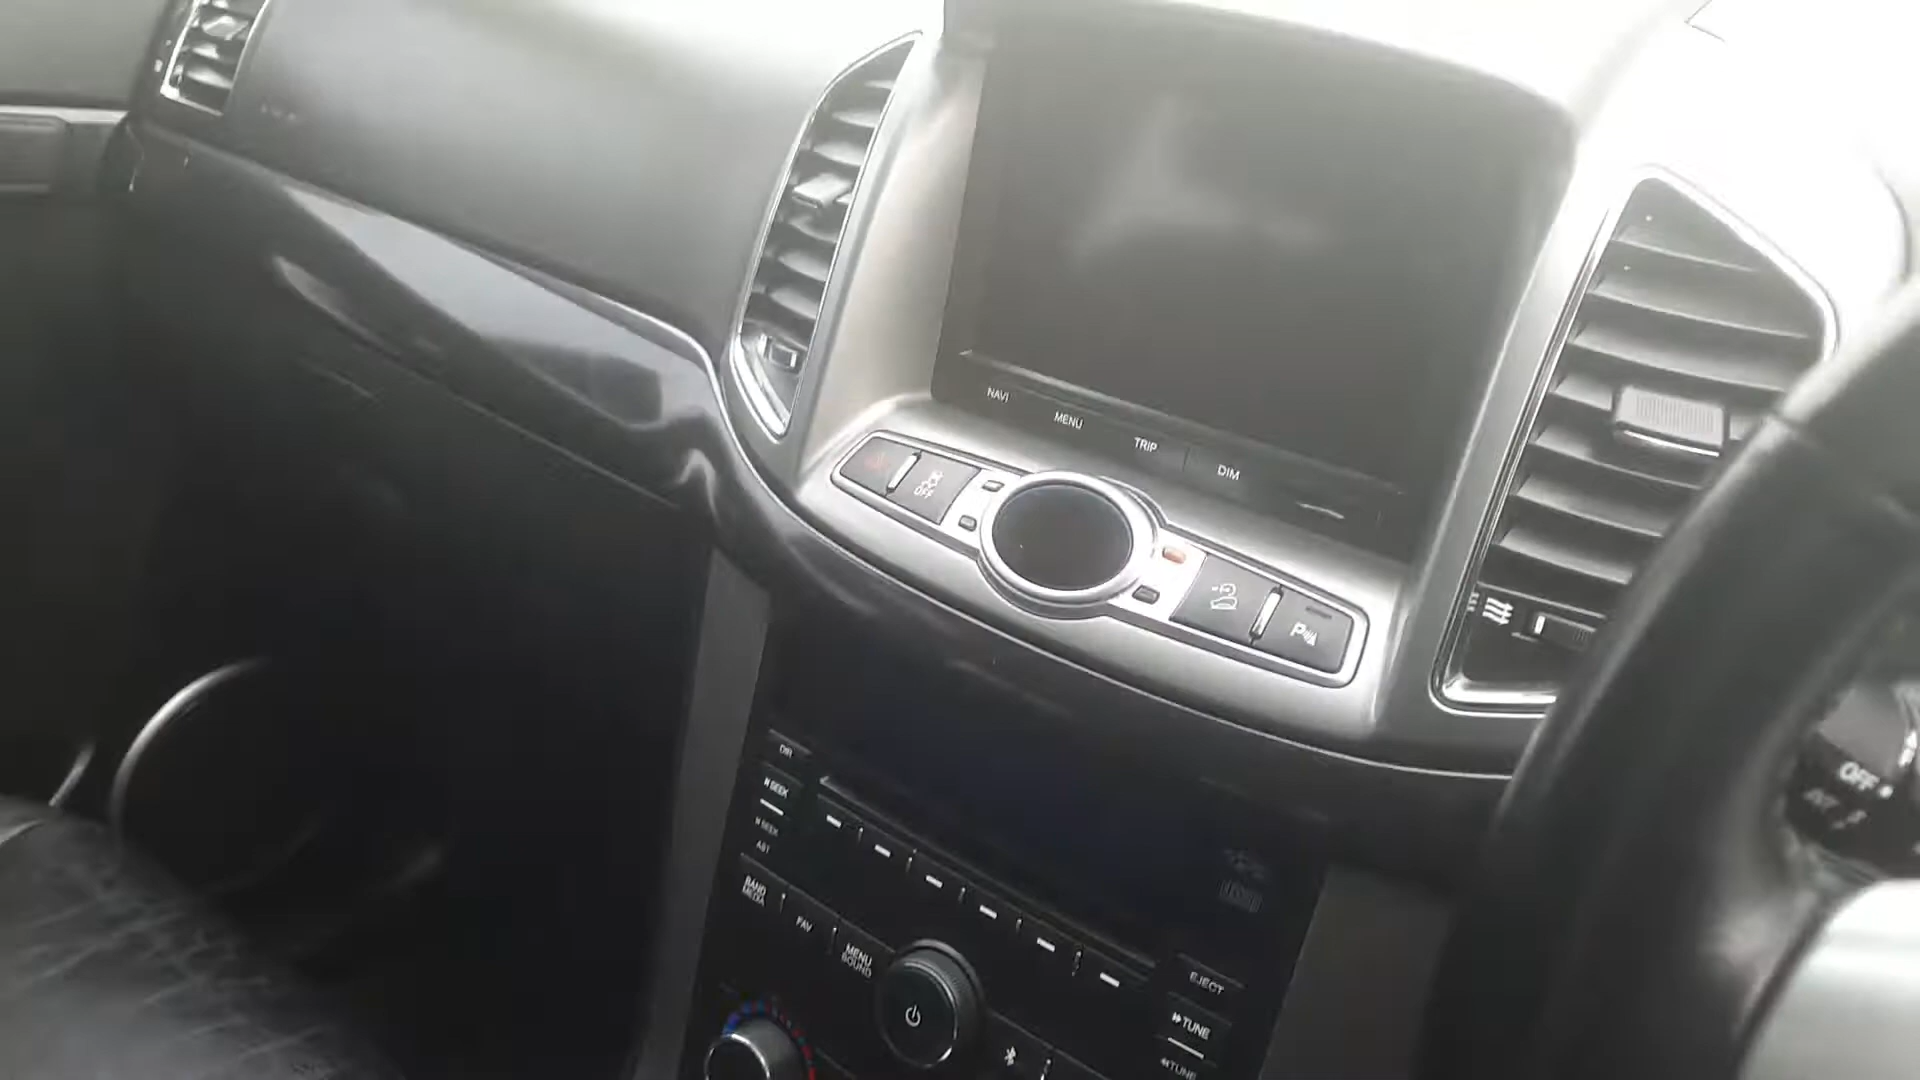 NAVI
MENU
TRIP
DIM
OFF
P
DIR
SEEK
SEEK
AST
BAND
MEDIA
FAV
MENU
SOUND
EJECT
TUNE
TUNE
OFF